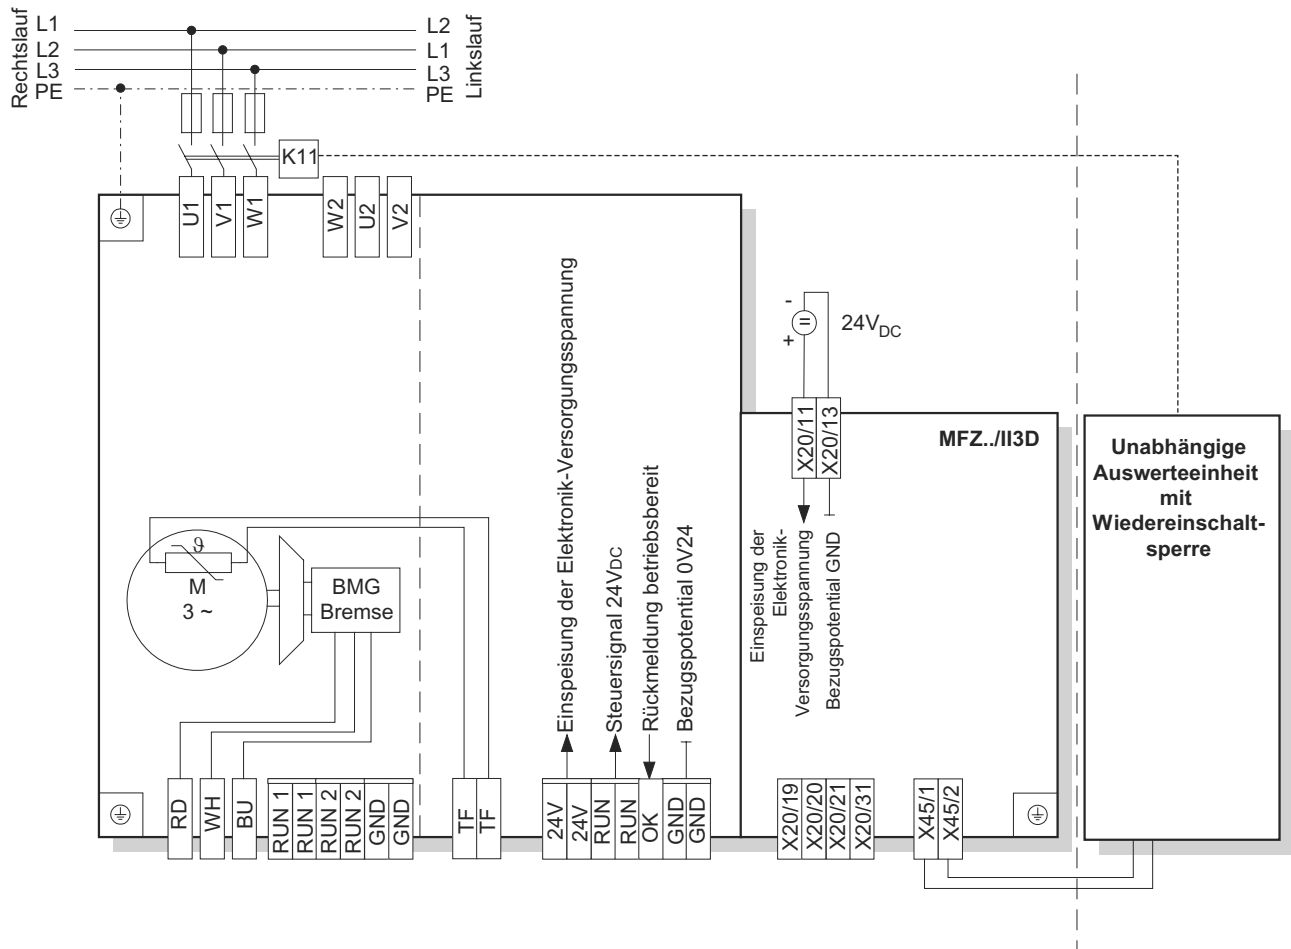 Rechtslauf
L1
L2
L3
PE
L2
L1
L3
PE
Linkslauf
K11
U1
V1
W1
W2
U2
V2
-
+
=
24VDC
X20/11
X20/13
MFZ../II3D
Unabhängige
Auswerteeinheit
mit
Wiedereinschalt-
sperre
Einspeisung der Elektronik-Versorgungsspannung
Steuersignal 24VDC
Rückmeldung betriebsbereit
Bezugspotential 0V24
Einspeisung der
Elektronik-
Versorgungsspannung
Bezugspotential GND
ϑ
M
3 ~
BMG
Bremse
RD
WH
BU
RUN 1
RUN 1
RUN 2
RUN 2
GND
GND
TF
TF
24V
24V
RUN
RUN
OK
GND
GND
X20/19
X20/20
X20/21
X20/31
X45/1
X45/2